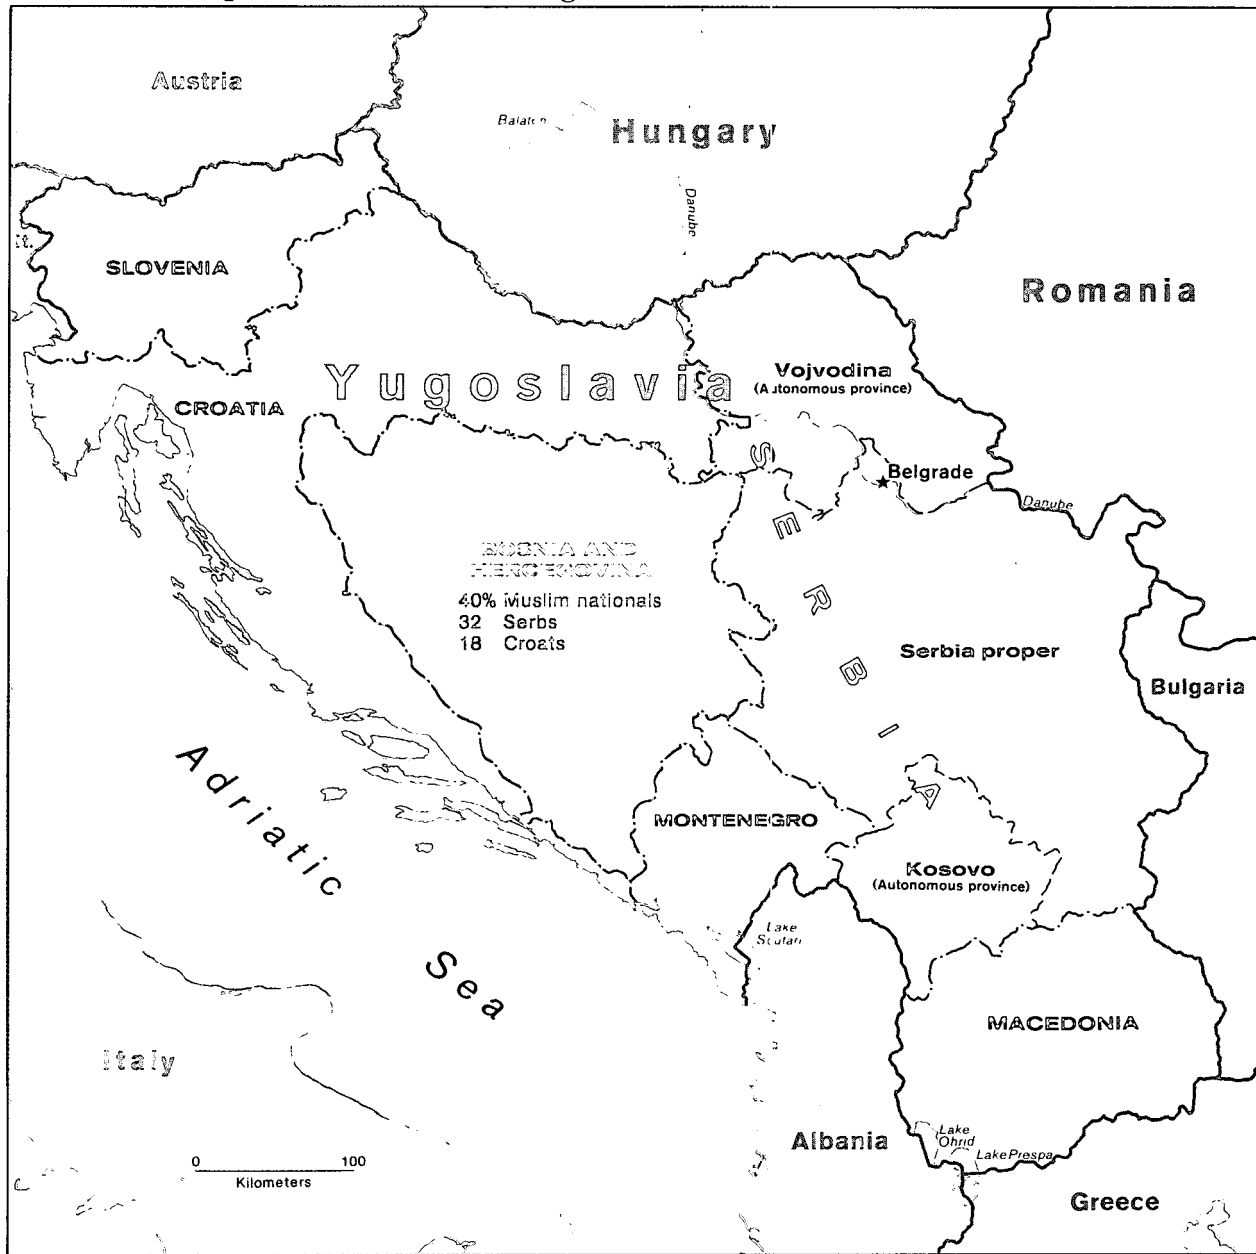 Austria
Balaton
Hungary
Danube
it.
SLOVENIA
Romania
Yugoslavia
Vojvodina
(Autonomous province)
CROATIA
SERBIA
Belgrade
Danube
BOSNIA AND
HERCEGOVINA
40% Muslim nationals
32 Serbs
18 Croats
Serbia proper
Bulgaria
Adriatic
Sea
MONTENEGRO
Kosovo
(Autonomous province)
Lake
Scutari
MACEDONIA
Italy
Albania
Lake
Ohrid
Lake Prespa
Greece
0 100
Kilometers